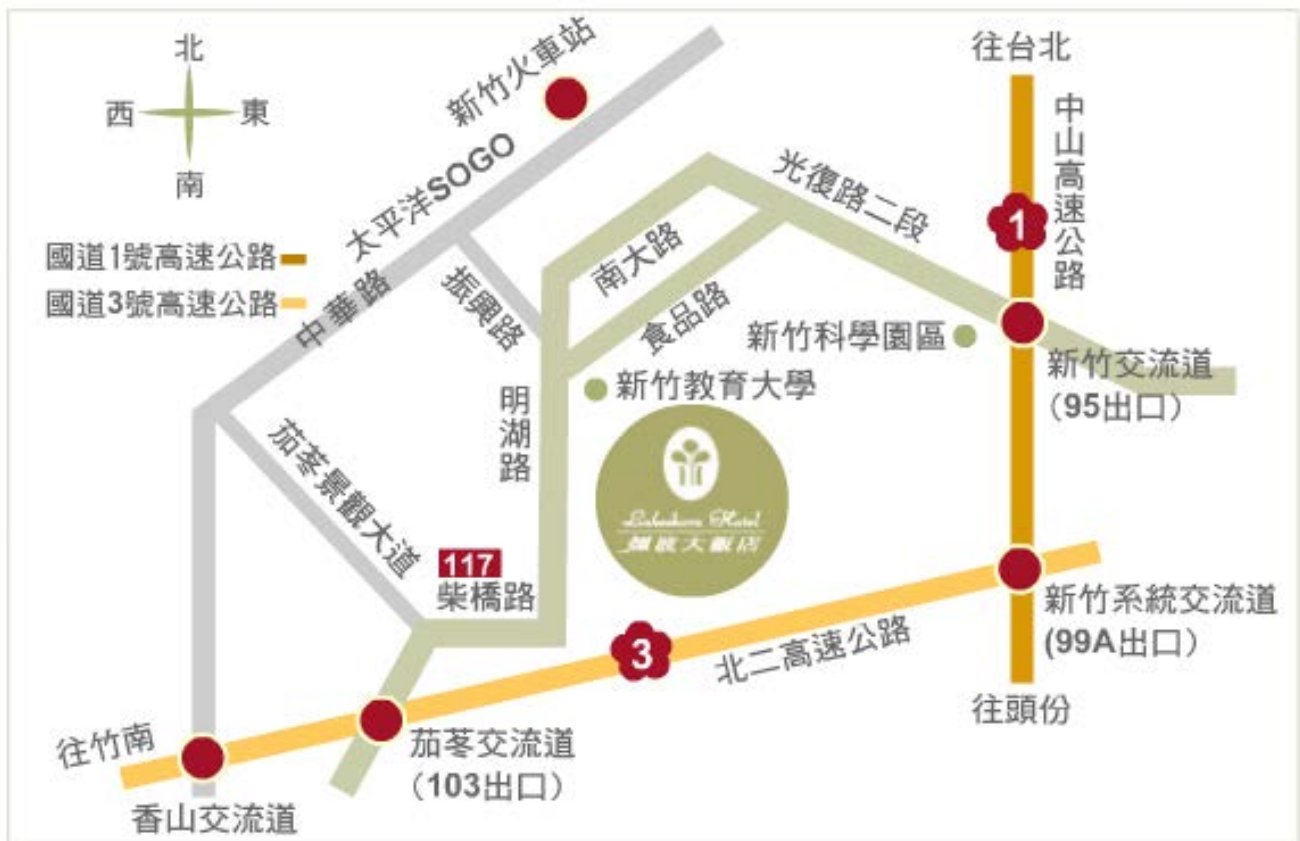 北
西
東
南
國道1號高速公路
國道3號高速公路
新竹火車站
太平洋SOGO
中華路
振興路
茄苳景觀大道
117
柴橋路
明湖路
南大路
食品路
光復路二段
新竹科學園區
新竹教育大學
Lakeshore Hotel
煙波大飯店
往台北
中山高速公路
1
新竹交流道
（95出口）
新竹系統交流道
(99A出口）
往頭份
北二高速公路
3
茄苳交流道
（103出口）
往竹南
香山交流道